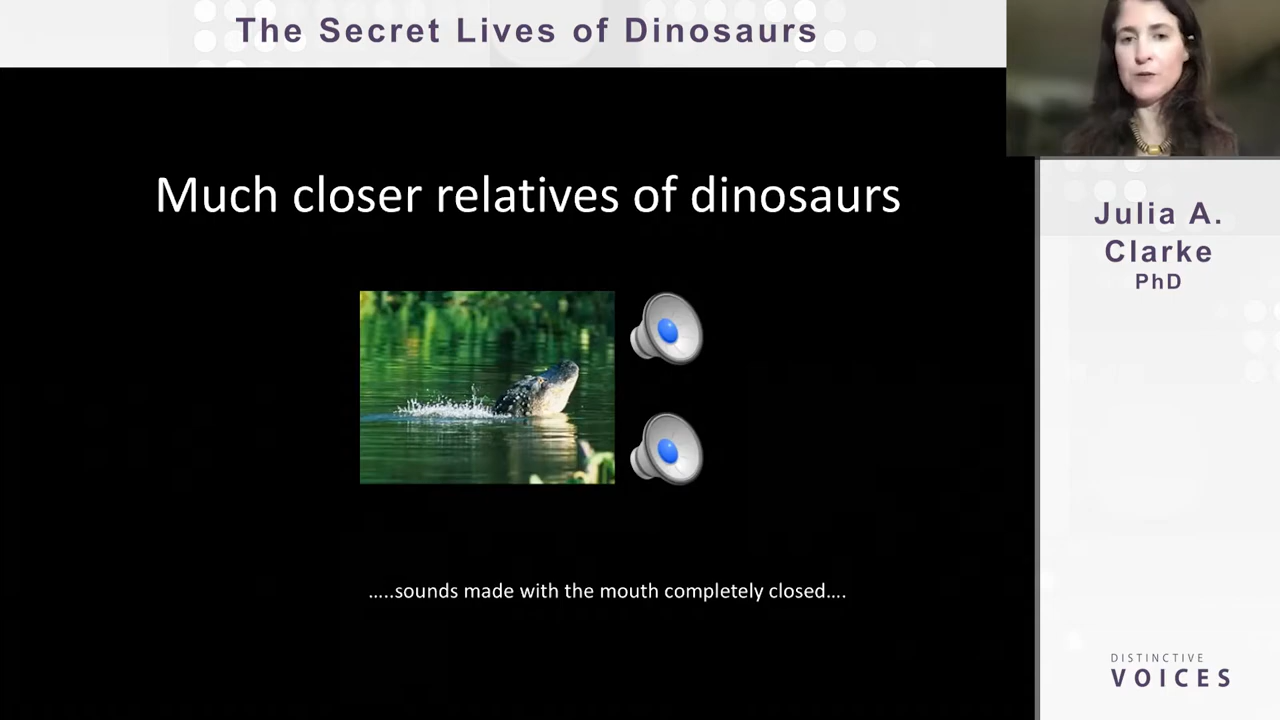 The Secret Lives of Dinosaurs
Much closer relatives of dinosaurs
…..sounds made with the mouth completely closed….
Julia A.
Clarke
PhD
DISTINCTIVE
VOICES